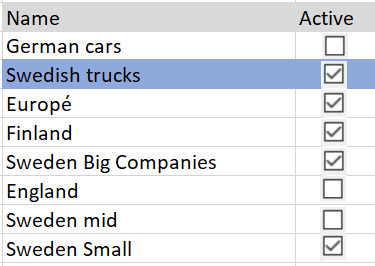 Name Active
German cars
Swedish trucks
Europé
Finland
Sweden Big Companies
England
Sweden mid
Sweden Small